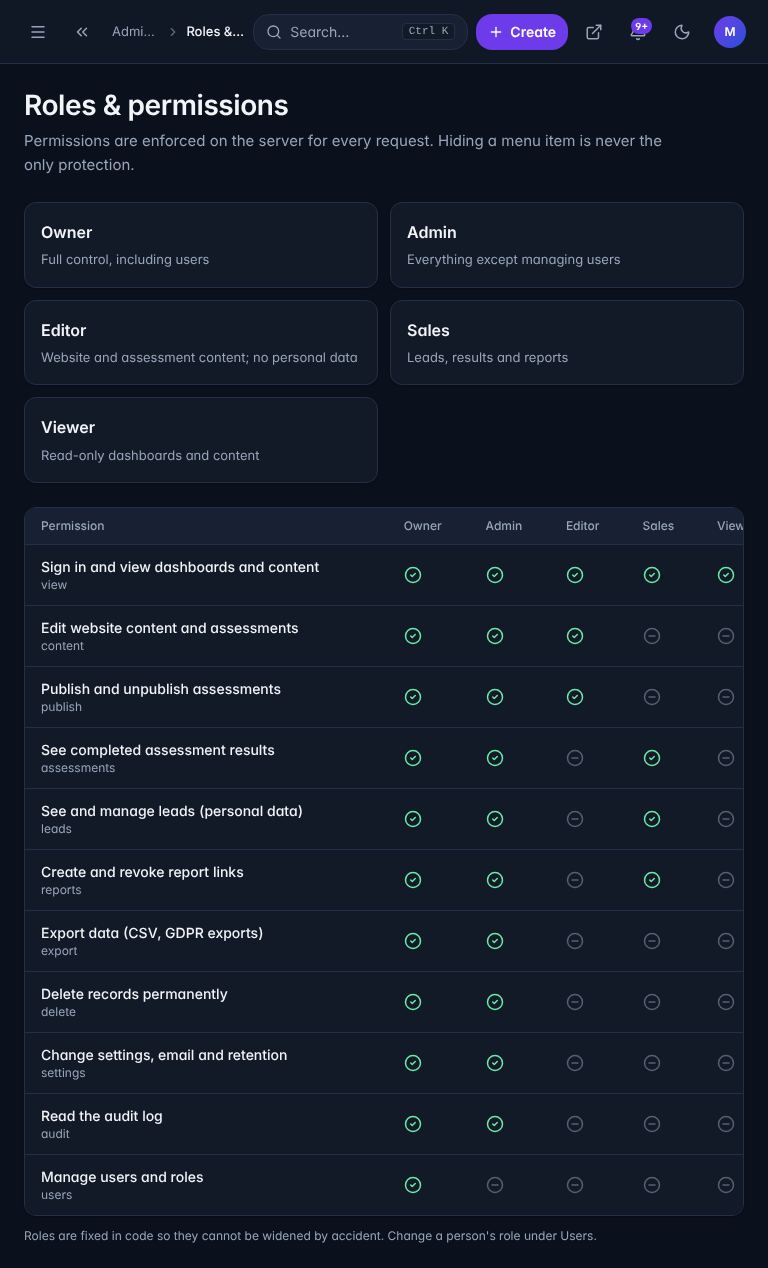 Admi... > Roles &... Search... Ctrl K + Create 9+ M
Roles & permissions
Permissions are enforced on the server for every request. Hiding a menu item is never the
only protection.
Owner
Full control, including users
Admin
Everything except managing users
Editor
Website and assessment content; no personal data
Sales
Leads, results and reports
Viewer
Read-only dashboards and content
Permission Owner Admin Editor Sales View
Sign in and view dashboards and content
view
Edit website content and assessments
content
Publish and unpublish assessments
publish
See completed assessment results
assessments
See and manage leads (personal data)
leads
Create and revoke report links
reports
Export data (CSV, GDPR exports)
export
Delete records permanently
delete
Change settings, email and retention
settings
Read the audit log
audit
Manage users and roles
users
Roles are fixed in code so they cannot be widened by accident. Change a person's role under Users.